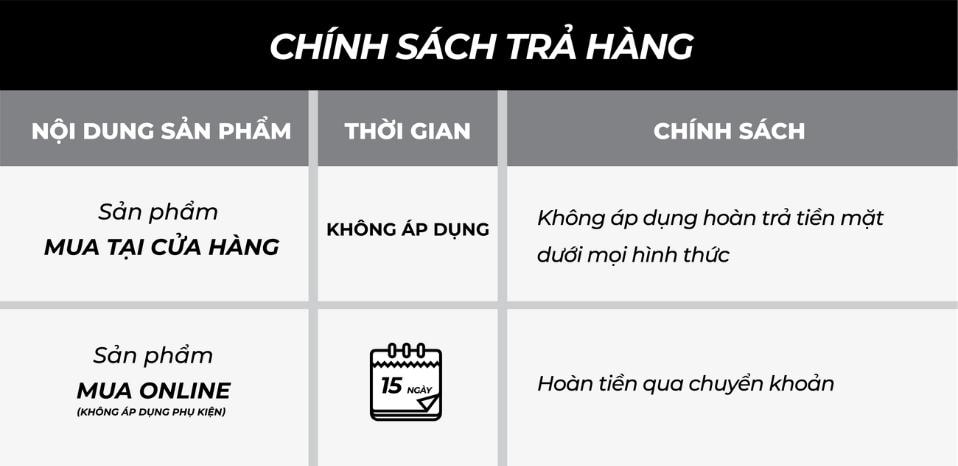 CHÍNH SÁCH TRẢ HÀNG
NỘI DUNG SẢN PHẨM
THỜI GIAN
CHÍNH SÁCH
Sản phẩm
MUA TẠI CỬA HÀNG
KHÔNG ÁP DỤNG
Không áp dụng hoàn trả tiền mặt
dưới mọi hình thức
Sản phẩm
MUA ONLINE
(KHÔNG ÁP DỤNG PHỤ KIỆN)
15 NGÀY
Hoàn tiền qua chuyển khoản